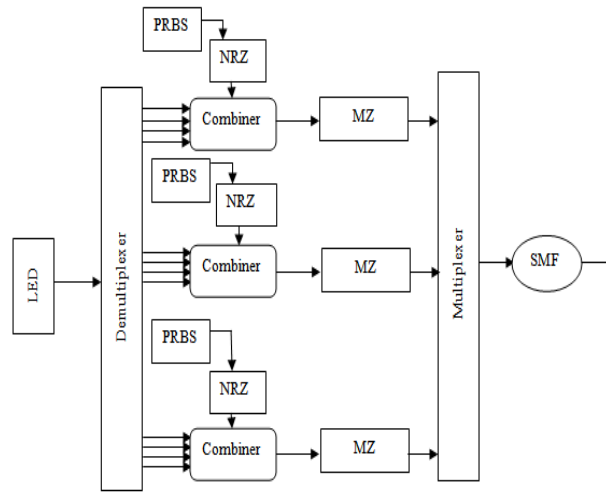 PRBS
NRZ
Combiner
MZ
PRBS
NRZ
Combiner
MZ
PRBS
NRZ
Combiner
MZ
LED
Demultiplexer
Multiplexer
SMF